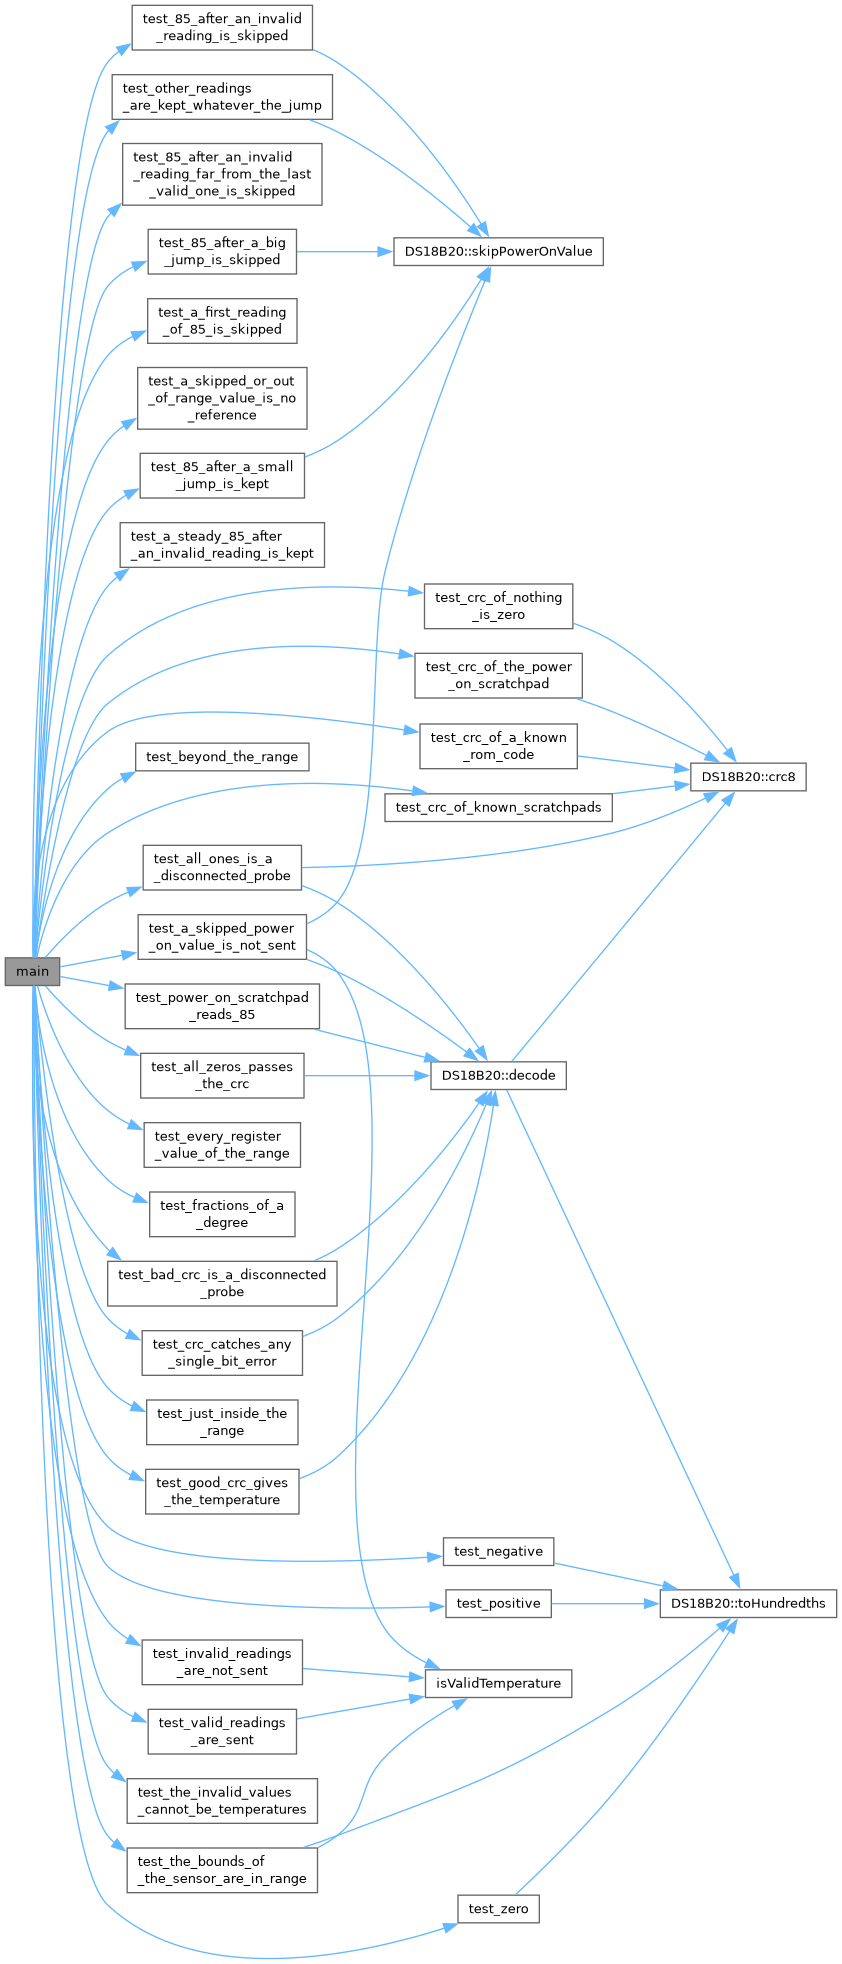 test_85_after_an_invalid
_reading_is_skipped
test_other_readings
_are_kept_whatever_the_jump
test_85_after_an_invalid
_reading_far_from_the_last
_valid_one_is_skipped
test_85_after_a_big
_jump_is_skipped
DS18B20::skipPowerOnValue
test_a_first_reading
_of_85_is_skipped
test_a_skipped_or_out
_of_range_value_is_no
_reference
test_85_after_a_small
_jump_is_kept
test_a_steady_85_after
_an_invalid_reading_is_kept
test_crc_of_nothing
_is_zero
test_crc_of_the_power
_on_scratchpad
test_crc_of_a_known
_rom_code
test_beyond_the_range
DS18B20::crc8
test_crc_of_known_scratchpads
test_all_ones_is_a
_disconnected_probe
test_a_skipped_power
_on_value_is_not_sent
main
test_power_on_scratchpad
_reads_85
test_all_zeros_passes
_the_crc
DS18B20::decode
test_every_register
_value_of_the_range
test_fractions_of_a
_degree
test_bad_crc_is_a_disconnected
_probe
test_crc_catches_any
_single_bit_error
test_just_inside_the
_range
test_good_crc_gives
_the_temperature
test_negative
test_positive
DS18B20::toHundredths
test_invalid_readings
_are_not_sent
isValidTemperature
test_valid_readings
_are_sent
test_the_invalid_values
_cannot_be_temperatures
test_the_bounds_of
_the_sensor_are_in_range
test_zero